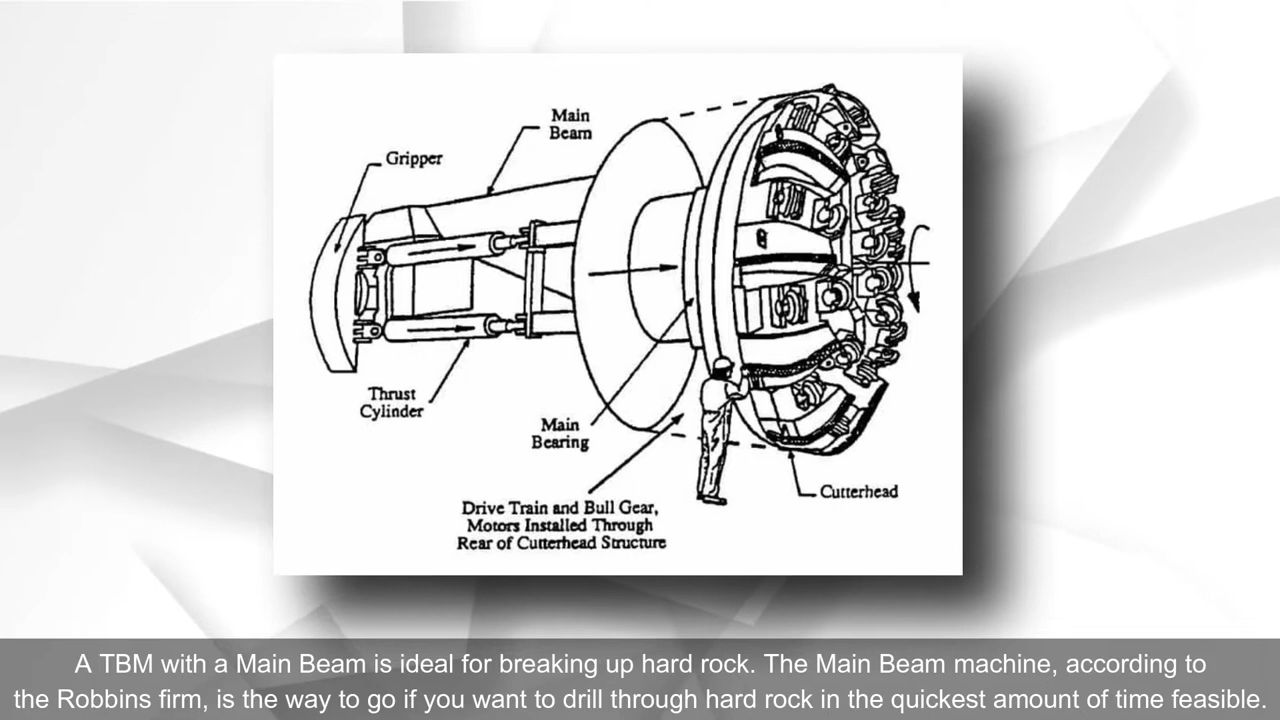 Main
Beam
Gripper
Thrust
Cylinder
Main
Bearing
Cutterhead
Drive Train and Bull Gear,
Motors Installed Through
Rear of Cutterhead Structure
A TBM with a Main Beam is ideal for breaking up hard rock. The Main Beam machine, according to
the Robbins firm, is the way to go if you want to drill through hard rock in the quickest amount of time feasible.